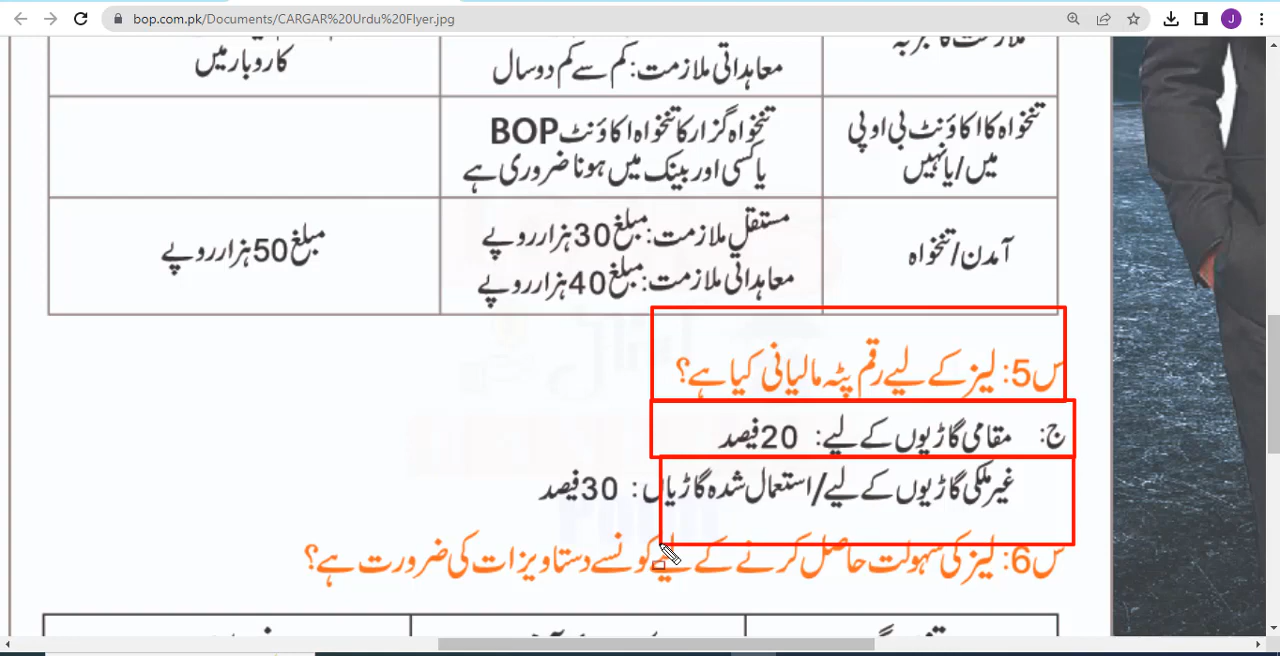 bop.com.pk/Documents/CARGAR%20Urdu%20Flyer.jpg
J
کاروبار میں
معاہداتی ملازمت: کم سے کم دو سال
تنخواہ کا اکاؤنٹ بی او پی
میں/یا نہیں
تنخواہ گزار کا تنخواہ اکاؤنٹ BOP
یا کسی اور بینک میں ہونا ضروری ہے
آمدن/تنخواہ
مستقل ملازمت: مبلغ 30 ہزار روپے
معاہداتی ملازمت: مبلغ 40 ہزار روپے
مبلغ 50 ہزار روپے
س5: لیز کے لیے رقم پٹہ مالیاتی کیا ہے؟
ج: مقامی گاڑیوں کے لیے: 20 فیصد
غیر ملکی گاڑیوں کے لیے/استعمال شدہ گاڑیاں: 30 فیصد
س6: لیز کی سہولت حاصل کرنے کے لیے کونسے دستاویزات کی ضرورت ہے؟